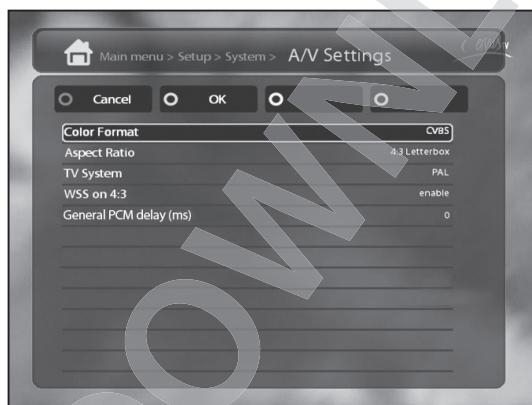 Main menu > Setup > System > A/V Settings
Cancel OK
Color Format CVBS
Aspect Ratio 4:3 Letterbox
TV System PAL
WSS on 4:3 enable
General PCM delay (ms) 0